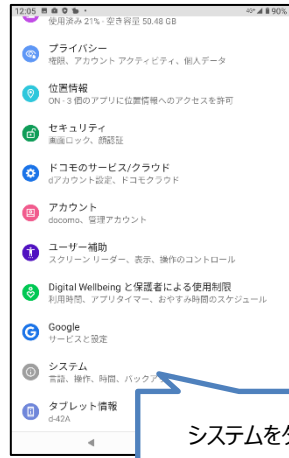 12:05
4G+ 90%
使用済み 21% - 空き容量 50.48 GB
プライバシー
権限、アカウント アクティビティ、個人データ
位置情報
ON - 3 個のアプリに位置情報へのアクセスを許可
セキュリティ
画面ロック、顔認証
ドコモのサービス/クラウド
dアカウント設定、ドコモクラウド
アカウント
docomo、管理アカウント
ユーザー補助
スクリーン リーダー、表示、操作のコントロール
Digital Wellbeing と保護者による使用制限
利用時間、アプリタイマー、おやすみ時間のスケジュール
Google
サービスと設定
システム
言語、操作、時間、バックア
タブレット情報
d-42A
システムを